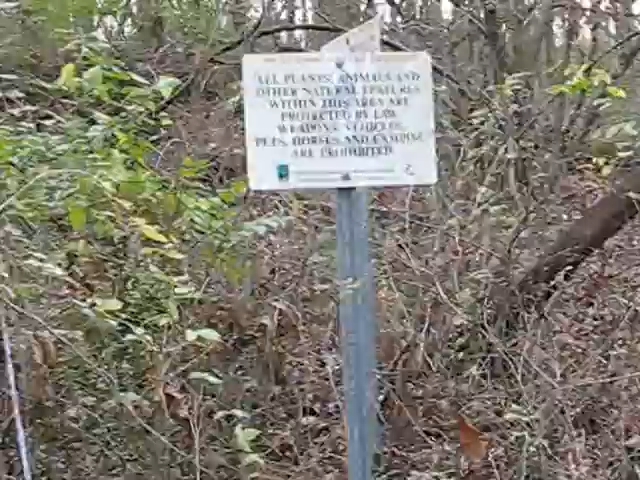 ALL PLANTS, ANIMALS AND
OTHER NATURAL FEATURES
WITHIN THIS AREA ARE
PROTECTED BY LAW.
WEAPONS, VEHICLES,
PETS, HORSES AND CAMPING
ARE PROHIBITED